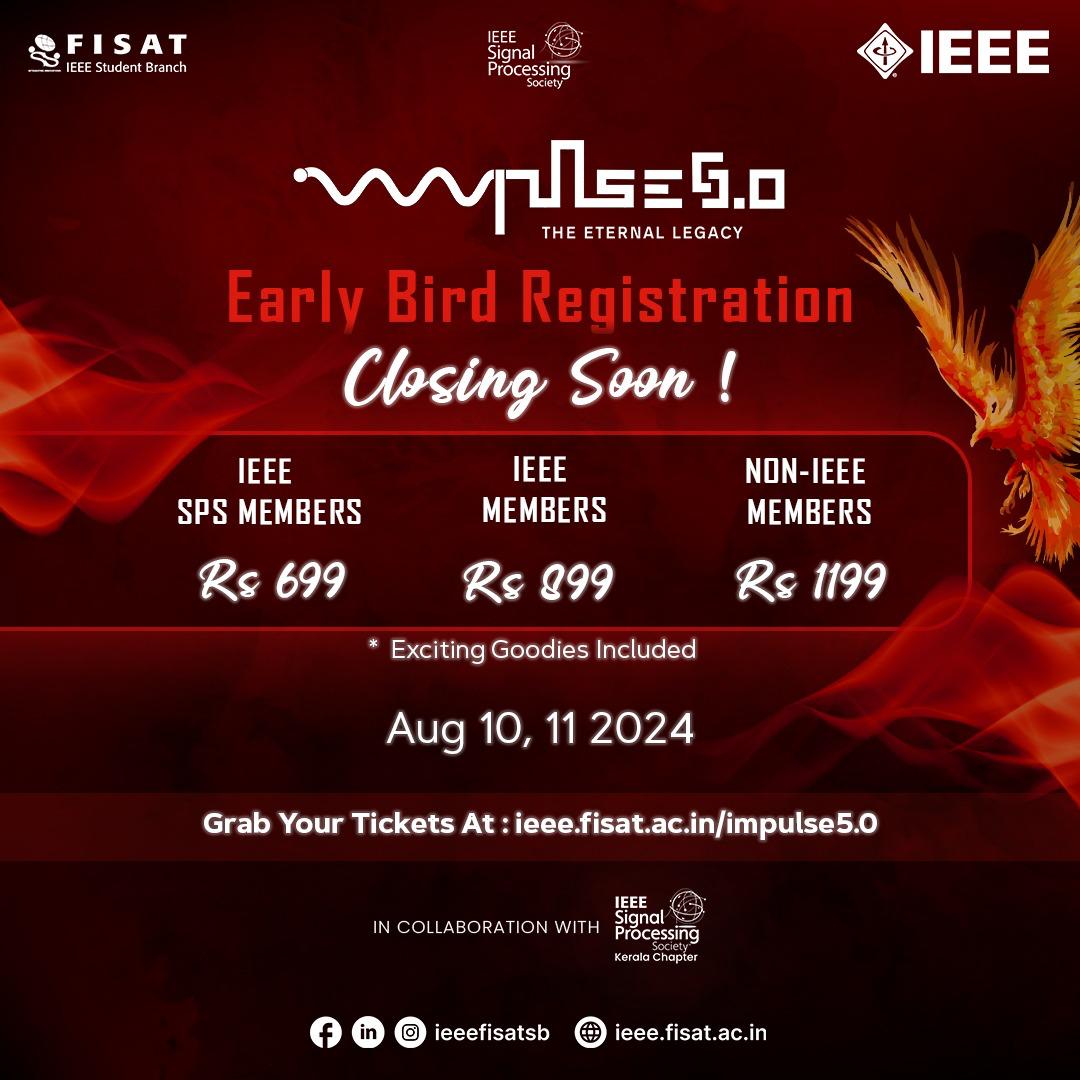 FISAT
IEEE Student Branch
IEEE
Signal
Processing
Society
IEEE
impulse5.0
THE ETERNAL LEGACY
Early Bird Registration
Closing Soon !
IEEE
SPS MEMBERS
IEEE
MEMBERS
NON-IEEE
MEMBERS
Rs 699
Rs 899
Rs 1199
* Exciting Goodies Included
Aug 10, 11 2024
Grab Your Tickets At : ieee.fisat.ac.in/impulse5.0
IN COLLABORATION WITH
IEEE
Signal
Processing
Society
Kerala Chapter
ieeefisatsb
ieee.fisat.ac.in